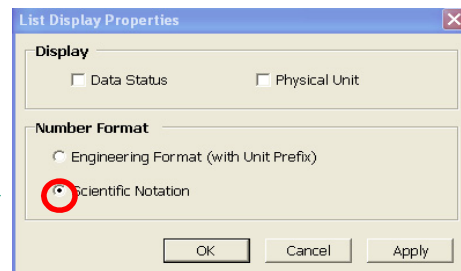 List Display Properties
Display
Data Status Physical Unit
Number Format
Engineering Format (with Unit Prefix)
Scientific Notation
OK Cancel Apply